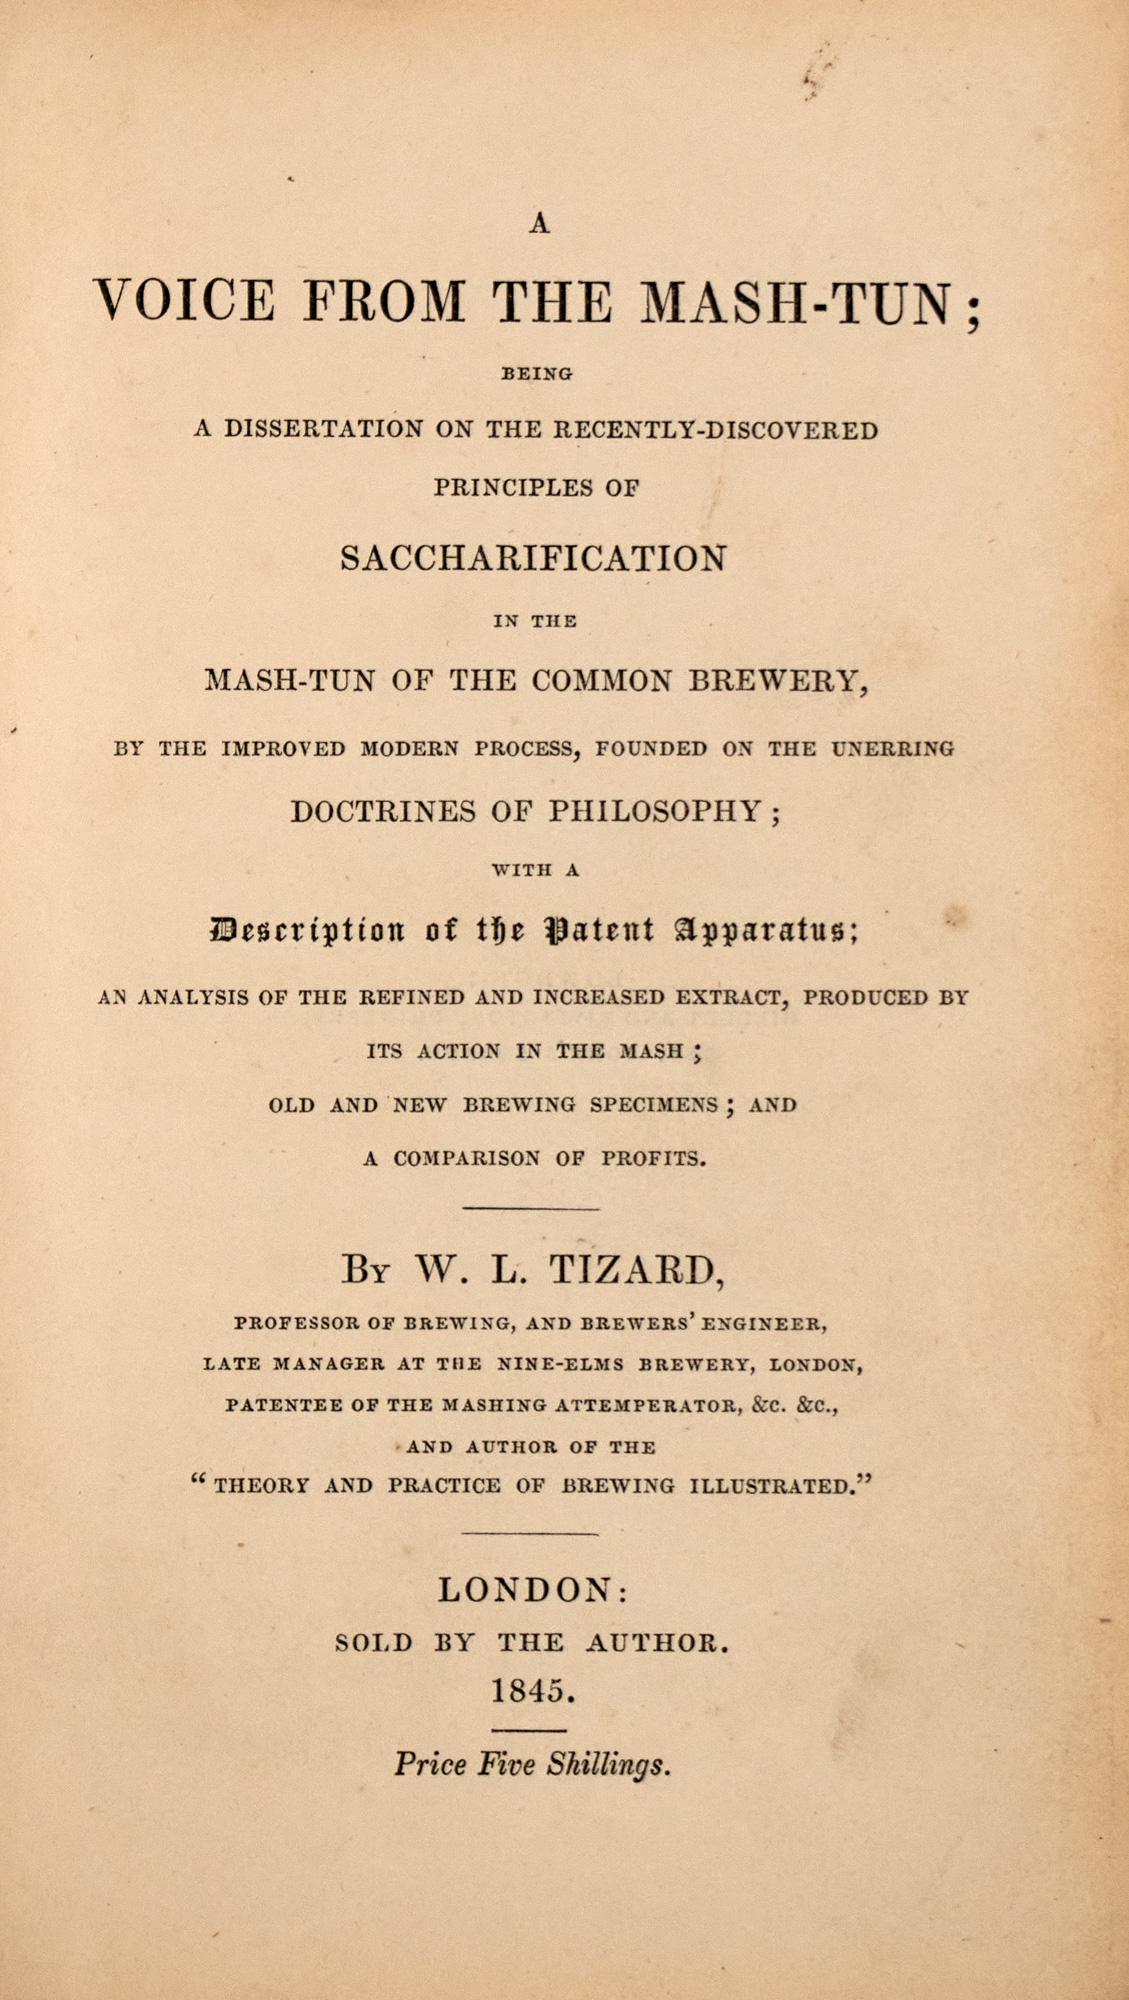 A
VOICE FROM THE MASH-TUN;
BEING
A DISSERTATION ON THE RECENTLY-DISCOVERED
PRINCIPLES OF
SACCHARIFICATION
IN THE
MASH-TUN OF THE COMMON BREWERY,
BY THE IMPROVED MODERN PROCESS, FOUNDED ON THE UNERRING
DOCTRINES OF PHILOSOPHY;
WITH A
Description of the Patent Apparatus;
AN ANALYSIS OF THE REFINED AND INCREASED EXTRACT, PRODUCED BY
ITS ACTION IN THE MASH;
OLD AND NEW BREWING SPECIMENS; AND
A COMPARISON OF PROFITS.
BY W. L. TIZARD,
PROFESSOR OF BREWING, AND BREWERS' ENGINEER,
LATE MANAGER AT THE NINE-ELMS BREWERY, LONDON,
PATENTEE OF THE MASHING ATTEMPERATOR, &C. &C.,
AND AUTHOR OF THE
"THEORY AND PRACTICE OF BREWING ILLUSTRATED."
LONDON:
SOLD BY THE AUTHOR.
1845.
Price Five Shillings.